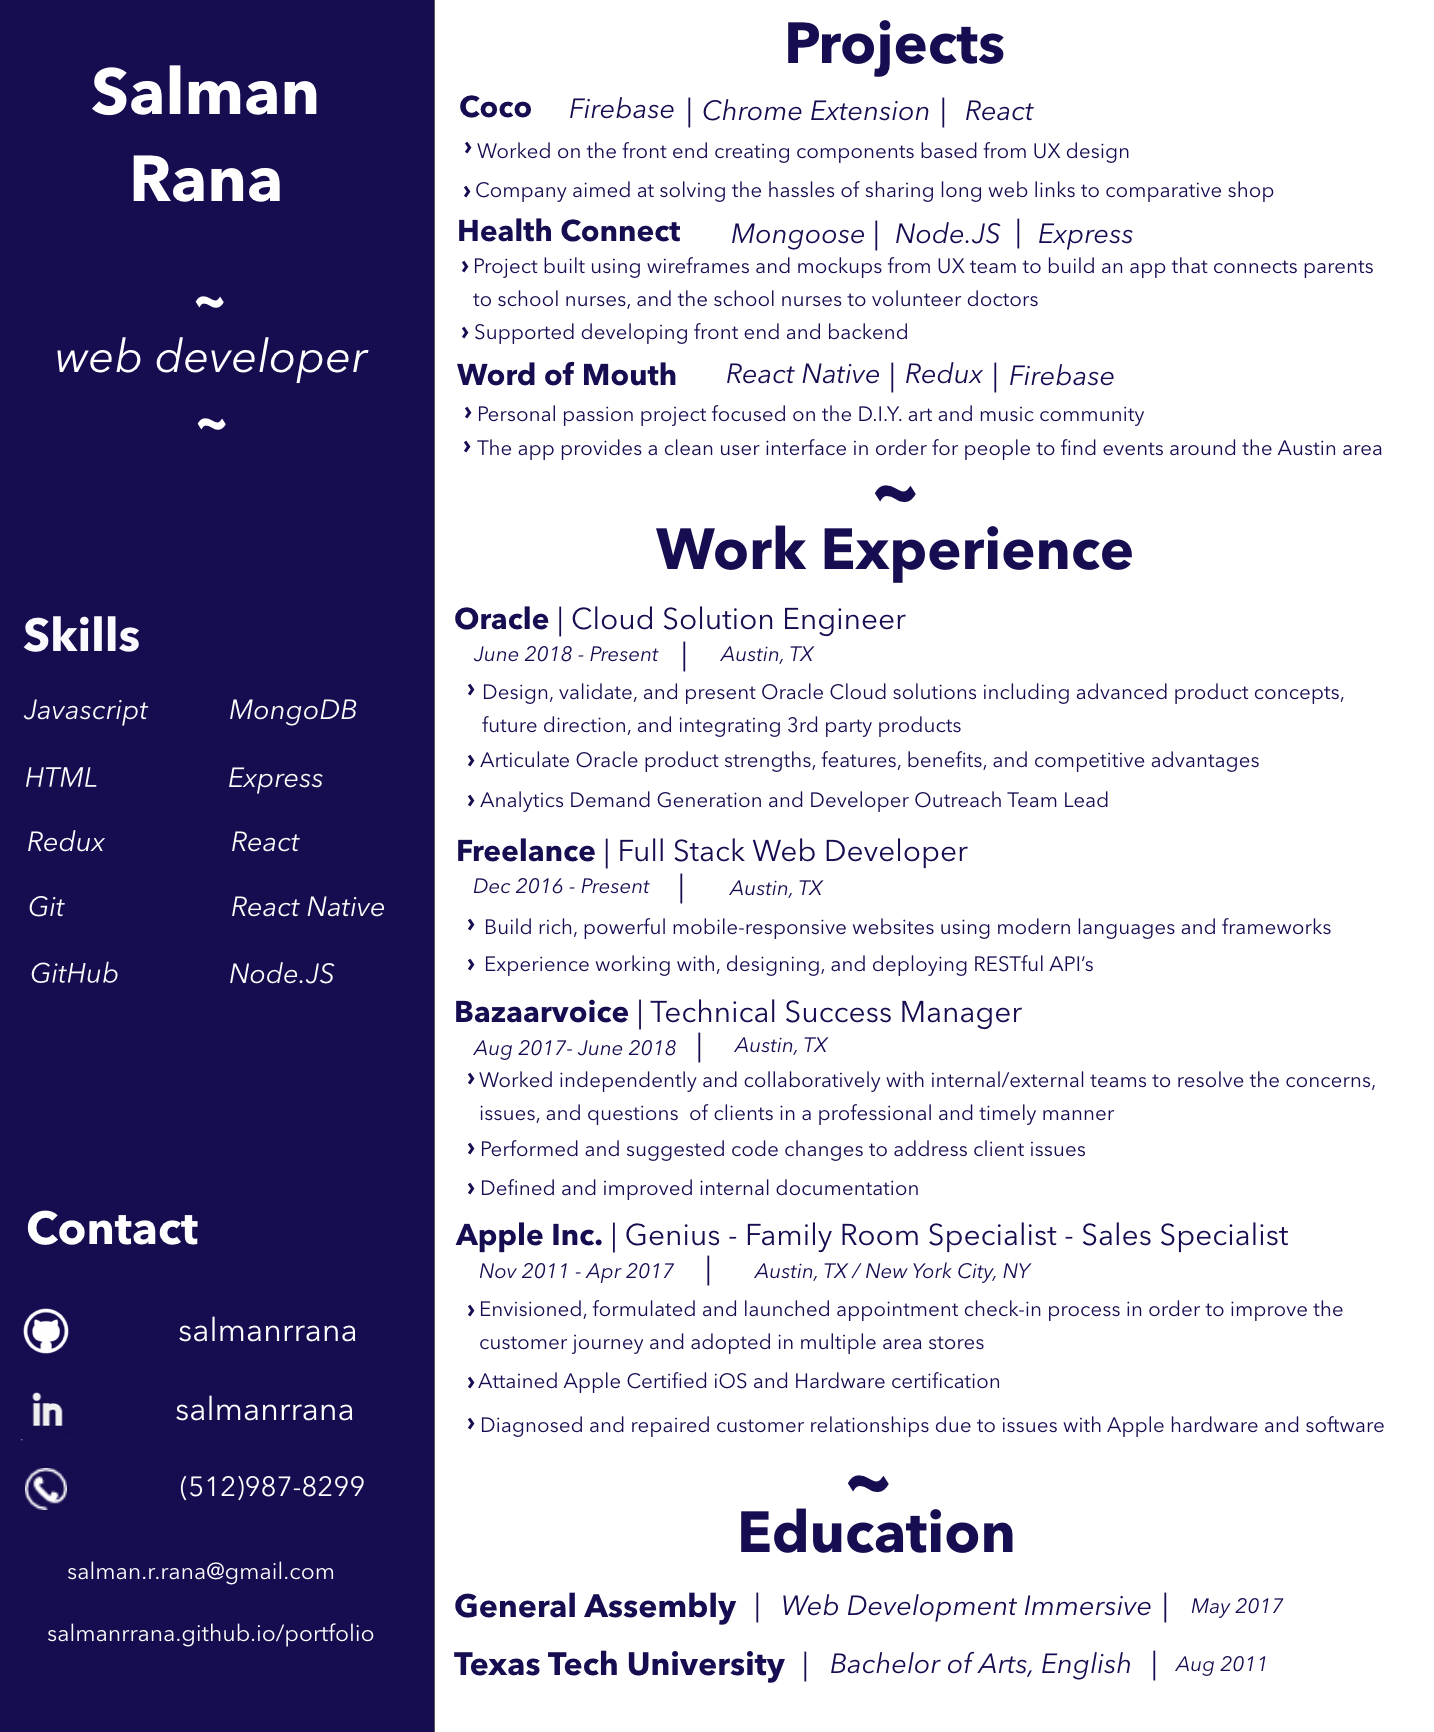 Salman
Rana
~
web developer
~
Skills
Javascript MongoDB
HTML Express
Redux React
Git React Native
GitHub Node.JS
Contact
salmanrrana
in salmanrrana
(512)987-8299
salman.r.rana@gmail.com
salmanrrana.github.io/portfolio
Projects
Coco Firebase | Chrome Extension | React
› Worked on the front end creating components based from UX design
› Company aimed at solving the hassles of sharing long web links to comparative shop
Health Connect Mongoose | Node.JS | Express
› Project built using wireframes and mockups from UX team to build an app that connects parents
to school nurses, and the school nurses to volunteer doctors
› Supported developing front end and backend
Word of Mouth React Native | Redux | Firebase
› Personal passion project focused on the D.I.Y. art and music community
› The app provides a clean user interface in order for people to find events around the Austin area
~
Work Experience
Oracle | Cloud Solution Engineer
June 2018 - Present | Austin, TX
› Design, validate, and present Oracle Cloud solutions including advanced product concepts,
future direction, and integrating 3rd party products
› Articulate Oracle product strengths, features, benefits, and competitive advantages
› Analytics Demand Generation and Developer Outreach Team Lead
Freelance | Full Stack Web Developer
Dec 2016 - Present | Austin, TX
› Build rich, powerful mobile-responsive websites using modern languages and frameworks
› Experience working with, designing, and deploying RESTful API’s
Bazaarvoice | Technical Success Manager
Aug 2017- June 2018 | Austin, TX
› Worked independently and collaboratively with internal/external teams to resolve the concerns,
issues, and questions of clients in a professional and timely manner
› Performed and suggested code changes to address client issues
› Defined and improved internal documentation
Apple Inc. | Genius - Family Room Specialist - Sales Specialist
Nov 2011 - Apr 2017 | Austin, TX / New York City, NY
› Envisioned, formulated and launched appointment check-in process in order to improve the
customer journey and adopted in multiple area stores
› Attained Apple Certified iOS and Hardware certification
› Diagnosed and repaired customer relationships due to issues with Apple hardware and software
~
Education
General Assembly | Web Development Immersive | May 2017
Texas Tech University | Bachelor of Arts, English | Aug 2011